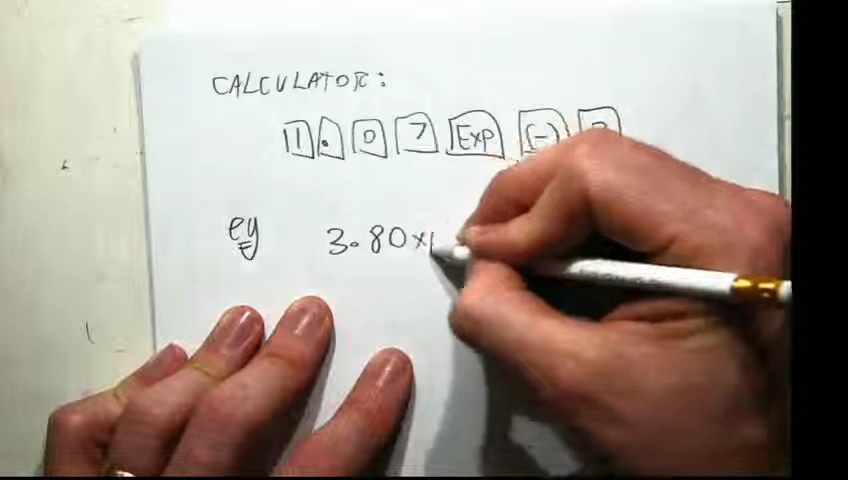 CALCULATOR:
1 . 0 7 Exp (-)
eg 3.80×1